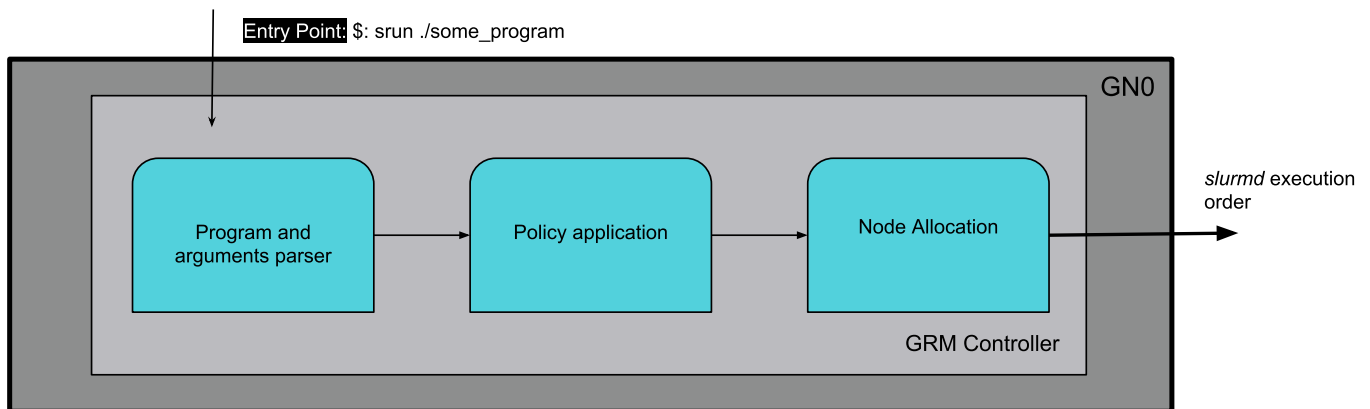 Entry Point: $: srun ./some_program
GN0
Program and
arguments parser
Policy application
Node Allocation
slurmd execution
order
GRM Controller